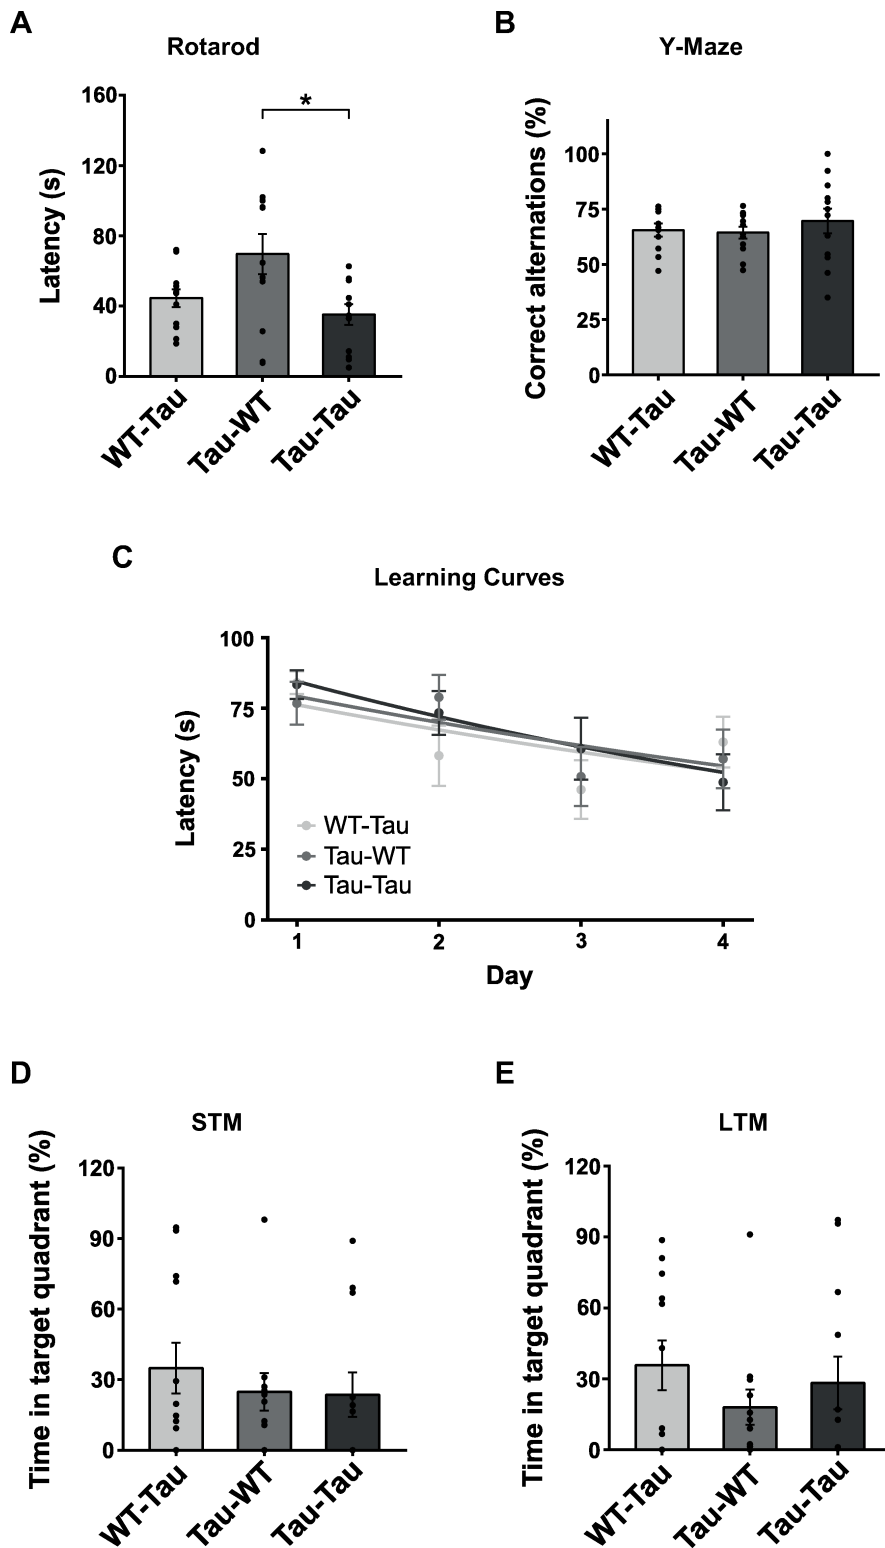 A
Rotarod
Latency (s)
160
120
80
40
0
*
WT-Tau
Tau-WT
Tau-Tau
B
Y-Maze
Correct alternations (%)
100
75
50
25
0
WT-Tau
Tau-WT
Tau-Tau
C
Learning Curves
Latency (s)
100
75
50
25
0
WT-Tau
Tau-WT
Tau-Tau
1
2
3
4
Day
D
STM
Time in target quadrant (%)
120
90
60
30
0
WT-Tau
Tau-WT
Tau-Tau
E
LTM
Time in target quadrant (%)
120
90
60
30
0
WT-Tau
Tau-WT
Tau-Tau